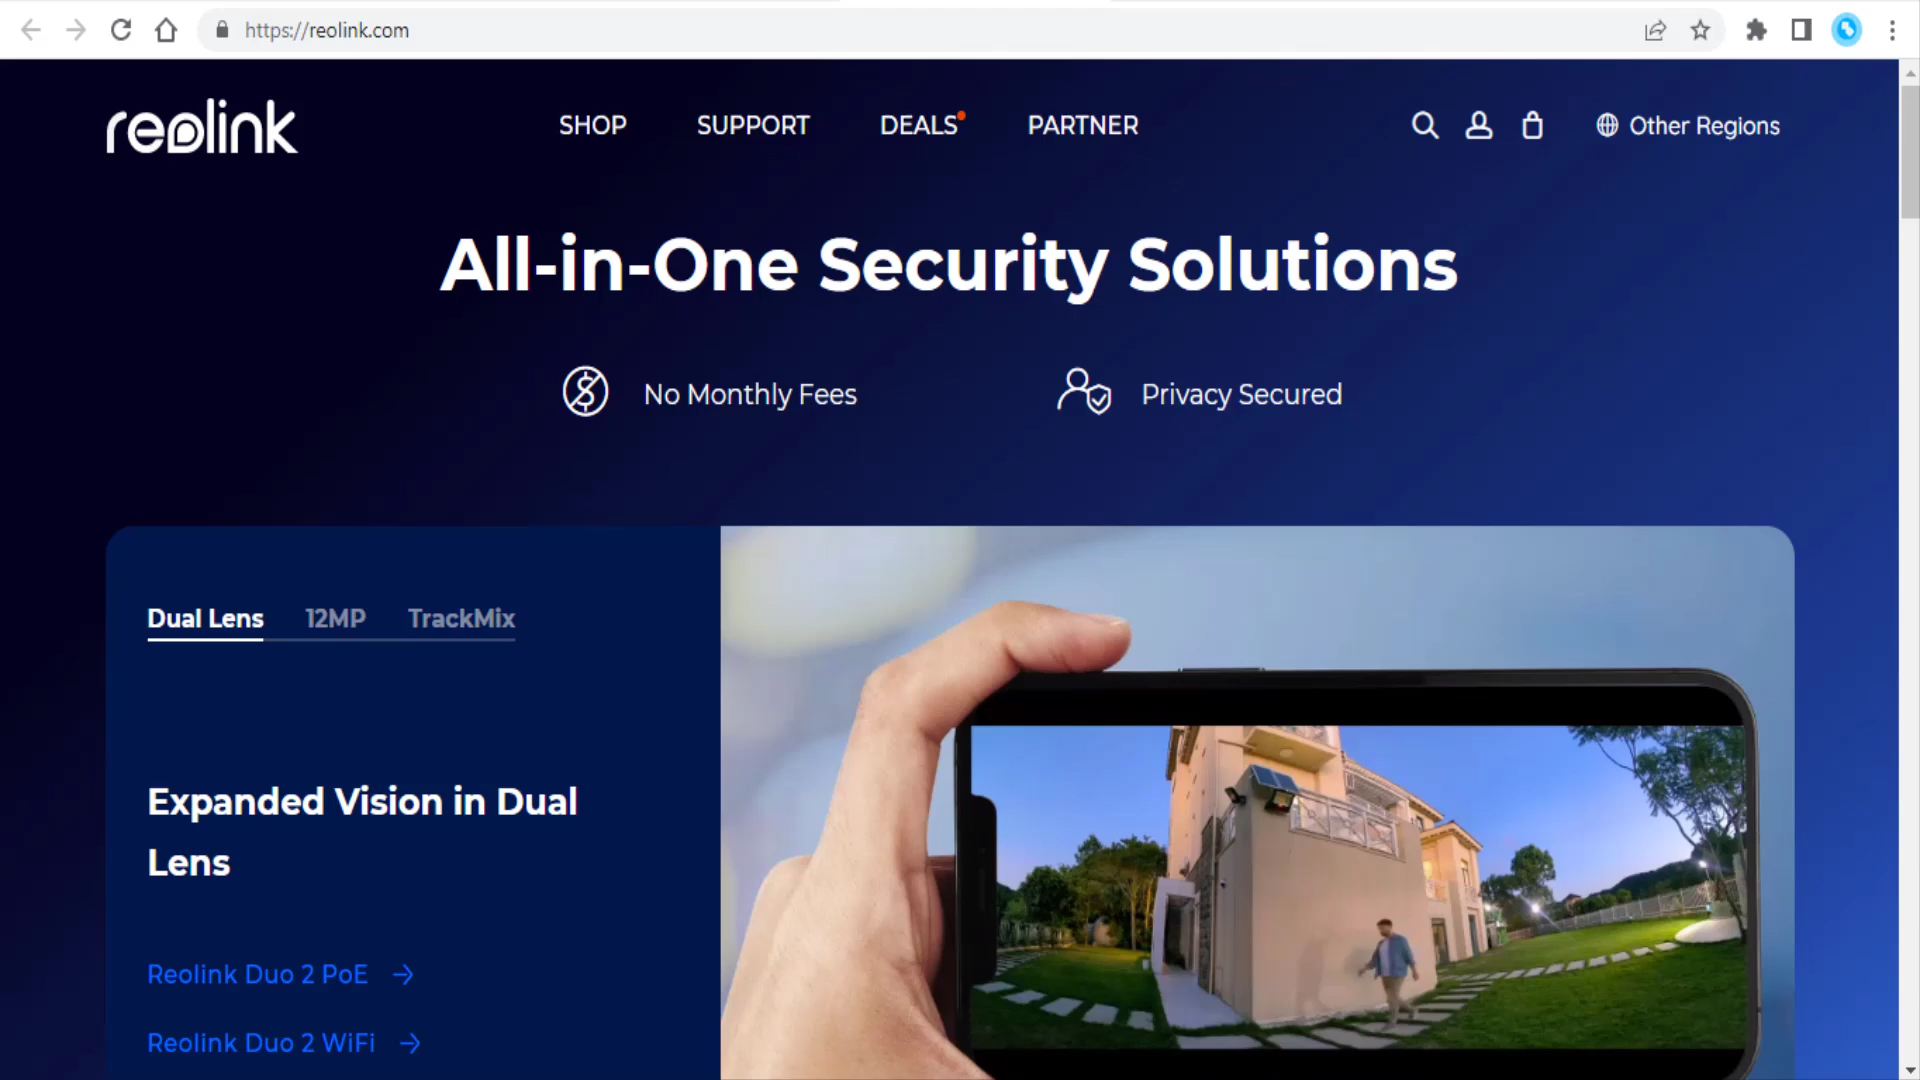 https://reolink.com
reolink
SHOP SUPPORT DEALS PARTNER Other Regions
All-in-One Security Solutions
No Monthly Fees Privacy Secured
Dual Lens 12MP TrackMix
Expanded Vision in Dual
Lens
Reolink Duo 2 PoE
Reolink Duo 2 WiFi